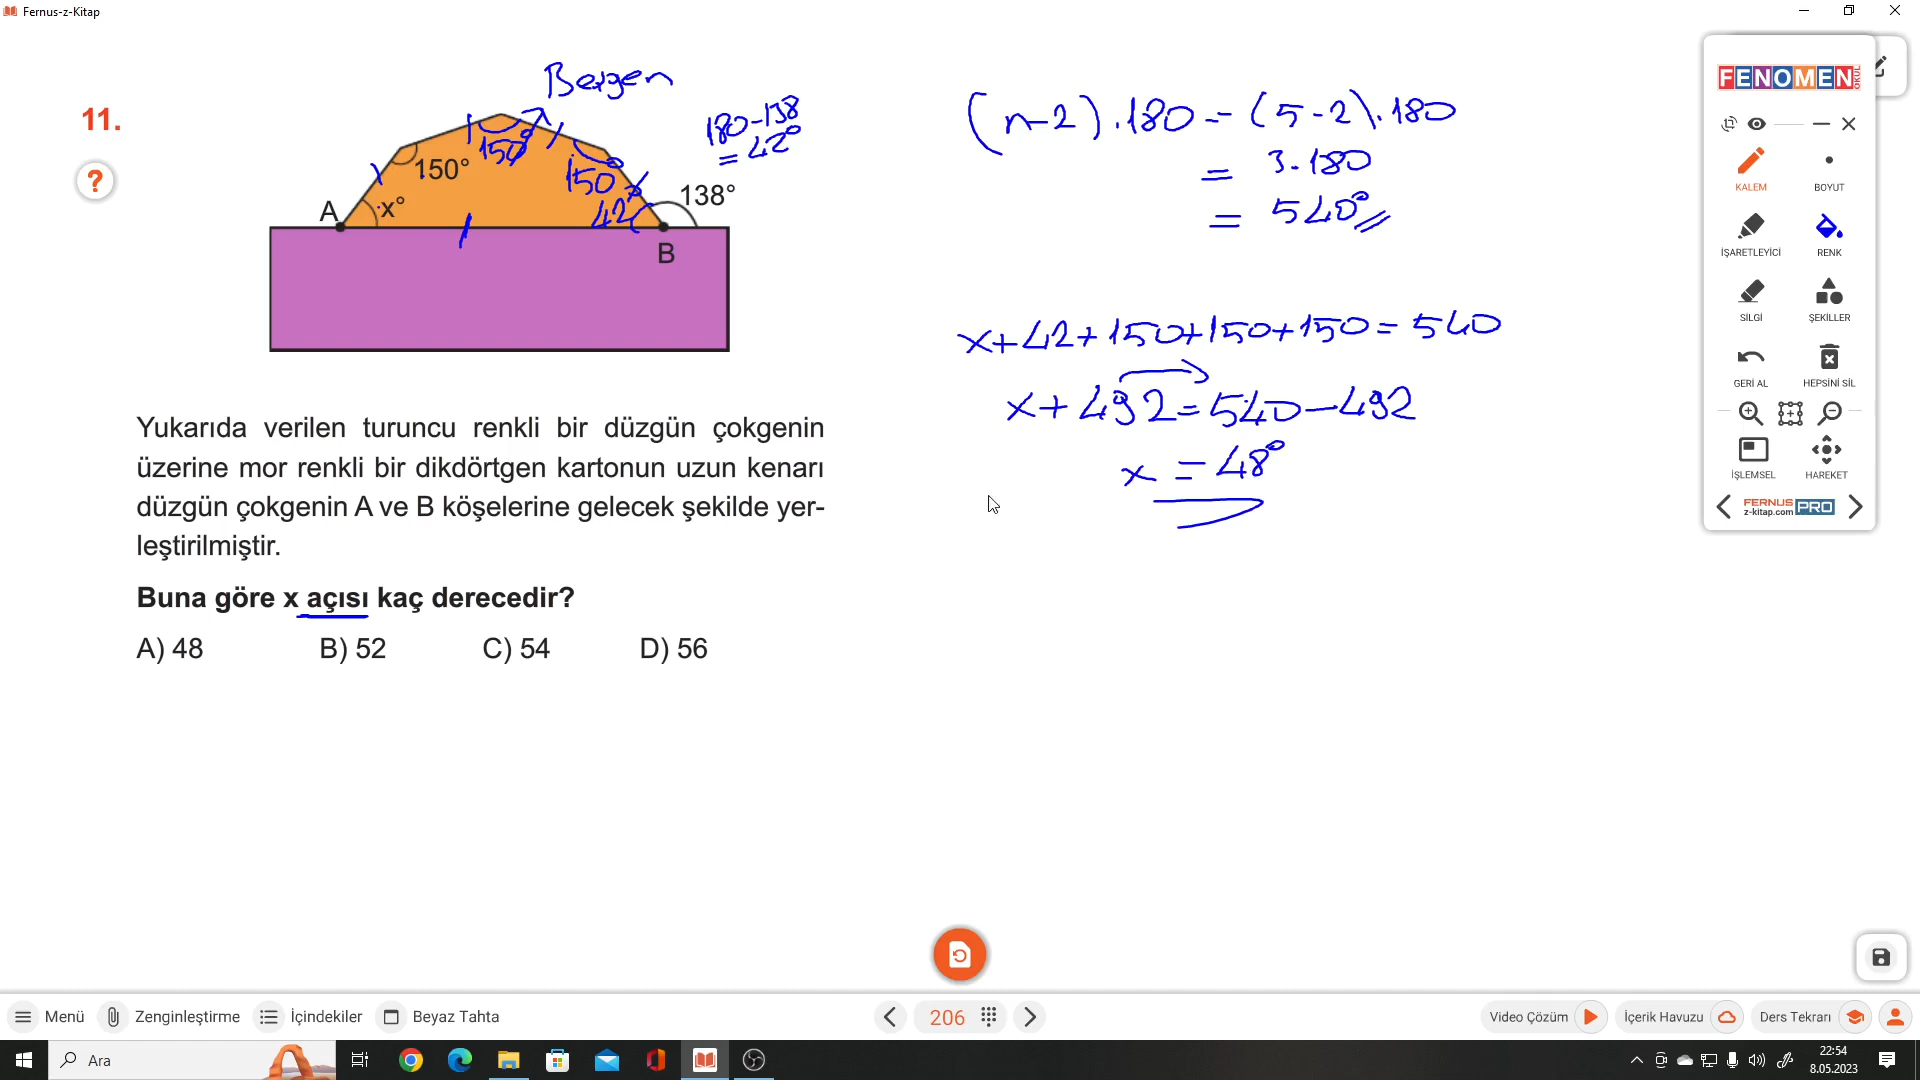 Fernus-z-Kitap
11.
Bezgen
180-138
= 42°
150°
150°
150°
A
x°
42
138°
B
Yukarıda verilen turuncu renkli bir düzgün çokgenin
üzerine mor renkli bir dikdörtgen kartonun uzun kenarı
düzgün çokgenin A ve B köşelerine gelecek şekilde yer-
leştirilmiştir.
Buna göre x açısı kaç derecedir?
A) 48 B) 52 C) 54 D) 56
(n-2).180=(5-2).180
= 3.180
= 540°
x+42+150+150+150=540
x+492=540-492
x=48°
FENOMEN OKUL
KALEM BOYUT
İŞARETLEYİCİ RENK
SİLGİ ŞEKİLLER
GERİ AL HEPSİNİ SİL
İŞLEMSEL HAREKET
FERNUS
z-kitap.com PRO
Menü Zenginleştirme İçindekiler Beyaz Tahta 206 Video Çözüm İçerik Havuzu Ders Tekrarı
Ara
22:54
8.05.2023